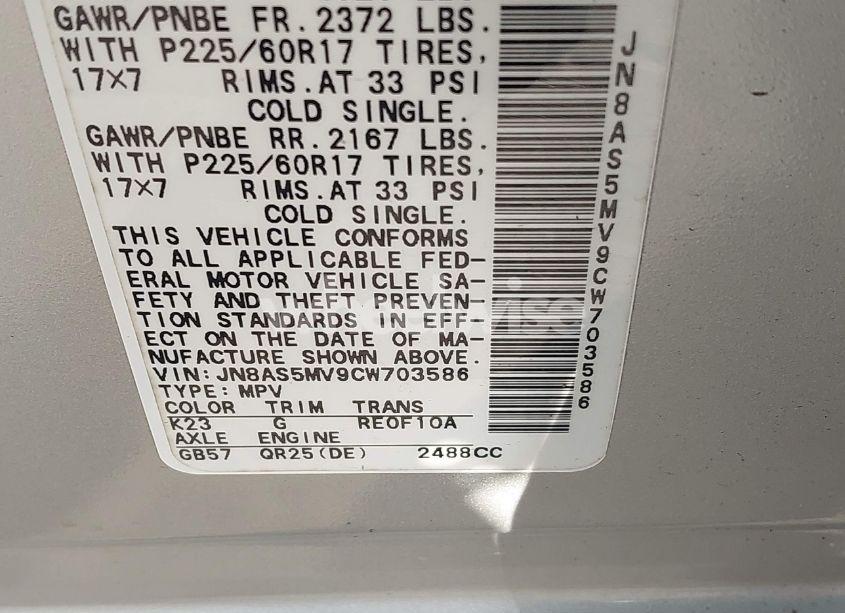 GAWR/PNBE FR.2372 LBS.
WITH P225/60R17 TIRES,
17X7 RIMS.AT 33 PSI
COLD SINGLE.
GAWR/PNBE RR.2167 LBS.
WITH P225/60R17 TIRES,
17X7 RIMS.AT 33 PSI
COLD SINGLE.
THIS VEHICLE CONFORMS
TO ALL APPLICABLE FED-
ERAL MOTOR VEHICLE SA-
FETY AND THEFT PREVEN-
TION STANDARDS IN EFF-
ECT ON THE DATE OF MA-
NUFACTURE SHOWN ABOVE.
VIN:JN8AS5MV9CW703586
TYPE:MPV
COLOR TRIM TRANS
K23 G RE0F10A
AXLE ENGINE
GB57 QR25(DE) 2488CC
JN8AS5MV9CW703586